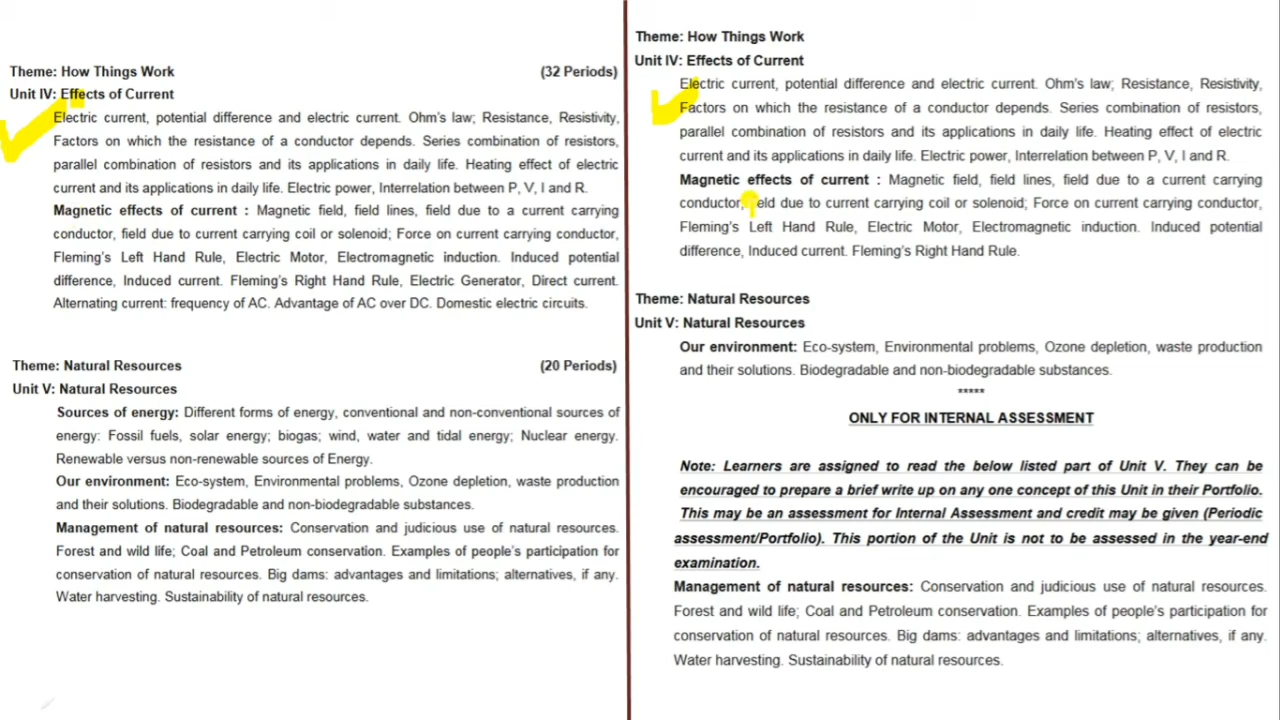 Theme: How Things Work (32 Periods)
Unit IV: Effects of Current
Electric current, potential difference and electric current. Ohm's law; Resistance, Resistivity,
Factors on which the resistance of a conductor depends. Series combination of resistors,
parallel combination of resistors and its applications in daily life. Heating effect of electric
current and its applications in daily life. Electric power, Interrelation between P, V, I and R.
Magnetic effects of current : Magnetic field, field lines, field due to a current carrying
conductor, field due to current carrying coil or solenoid; Force on current carrying conductor,
Fleming's Left Hand Rule, Electric Motor, Electromagnetic induction. Induced potential
difference, Induced current. Fleming's Right Hand Rule, Electric Generator, Direct current.
Alternating current: frequency of AC. Advantage of AC over DC. Domestic electric circuits.
Theme: Natural Resources (20 Periods)
Unit V: Natural Resources
Sources of energy: Different forms of energy, conventional and non-conventional sources of
energy: Fossil fuels, solar energy; biogas; wind, water and tidal energy; Nuclear energy.
Renewable versus non-renewable sources of Energy.
Our environment: Eco-system, Environmental problems, Ozone depletion, waste production
and their solutions. Biodegradable and non-biodegradable substances.
Management of natural resources: Conservation and judicious use of natural resources.
Forest and wild life; Coal and Petroleum conservation. Examples of people's participation for
conservation of natural resources. Big dams: advantages and limitations; alternatives, if any.
Water harvesting. Sustainability of natural resources.
Theme: How Things Work
Unit IV: Effects of Current
Electric current, potential difference and electric current. Ohm's law; Resistance, Resistivity,
Factors on which the resistance of a conductor depends. Series combination of resistors,
parallel combination of resistors and its applications in daily life. Heating effect of electric
current and its applications in daily life. Electric power, Interrelation between P, V, I and R.
Magnetic effects of current : Magnetic field, field lines, field due to a current carrying
conductor, field due to current carrying coil or solenoid; Force on current carrying conductor,
Fleming's Left Hand Rule, Electric Motor, Electromagnetic induction. Induced potential
difference, Induced current. Fleming's Right Hand Rule.
Theme: Natural Resources
Unit V: Natural Resources
Our environment: Eco-system, Environmental problems, Ozone depletion, waste production
and their solutions. Biodegradable and non-biodegradable substances.
*****
ONLY FOR INTERNAL ASSESSMENT
Note: Learners are assigned to read the below listed part of Unit V. They can be
encouraged to prepare a brief write up on any one concept of this Unit in their Portfolio.
This may be an assessment for Internal Assessment and credit may be given (Periodic
assessment/Portfolio). This portion of the Unit is not to be assessed in the year-end
examination.
Management of natural resources: Conservation and judicious use of natural resources.
Forest and wild life; Coal and Petroleum conservation. Examples of people's participation for
conservation of natural resources. Big dams: advantages and limitations; alternatives, if any.
Water harvesting. Sustainability of natural resources.